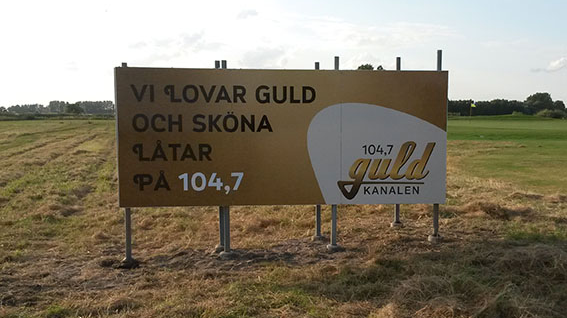 VI LOVAR GULD
OCH SKÖNA
LÅTAR
PÅ 104,7
104,7
guld
KANALEN